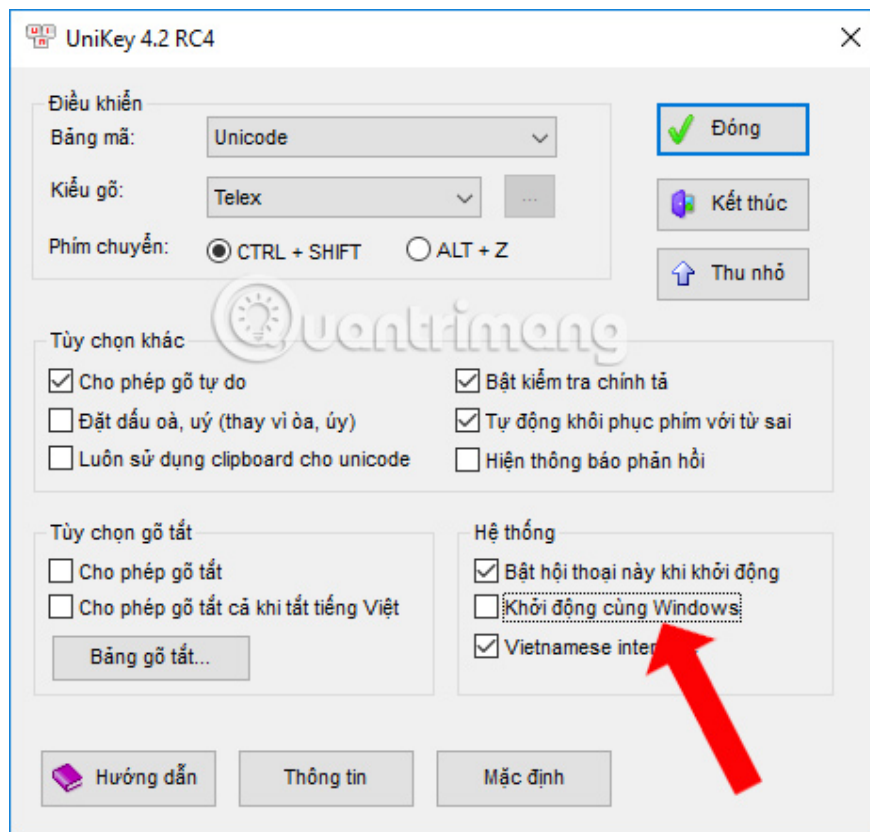 UniKey 4.2 RC4
Điều khiển
Bảng mã: Unicode
Đóng
Kiểu gõ: Telex ...
Kết thúc
Phím chuyển: CTRL + SHIFT ALT + Z
Thu nhỏ
Quantrimang
Tùy chọn khác
Cho phép gõ tự do
Bật kiểm tra chính tả
Đặt dấu oà, uý (thay vì òa, úy)
Tự động khôi phục phím với từ sai
Luôn sử dụng clipboard cho unicode
Hiện thông báo phản hồi
Tùy chọn gõ tắt
Cho phép gõ tắt
Cho phép gõ tắt cả khi tắt tiếng Việt
Bảng gõ tắt...
Hệ thống
Bật hội thoại này khi khởi động
Khởi động cùng Windows
Vietnamese
Hướng dẫn
Thông tin
Mặc định